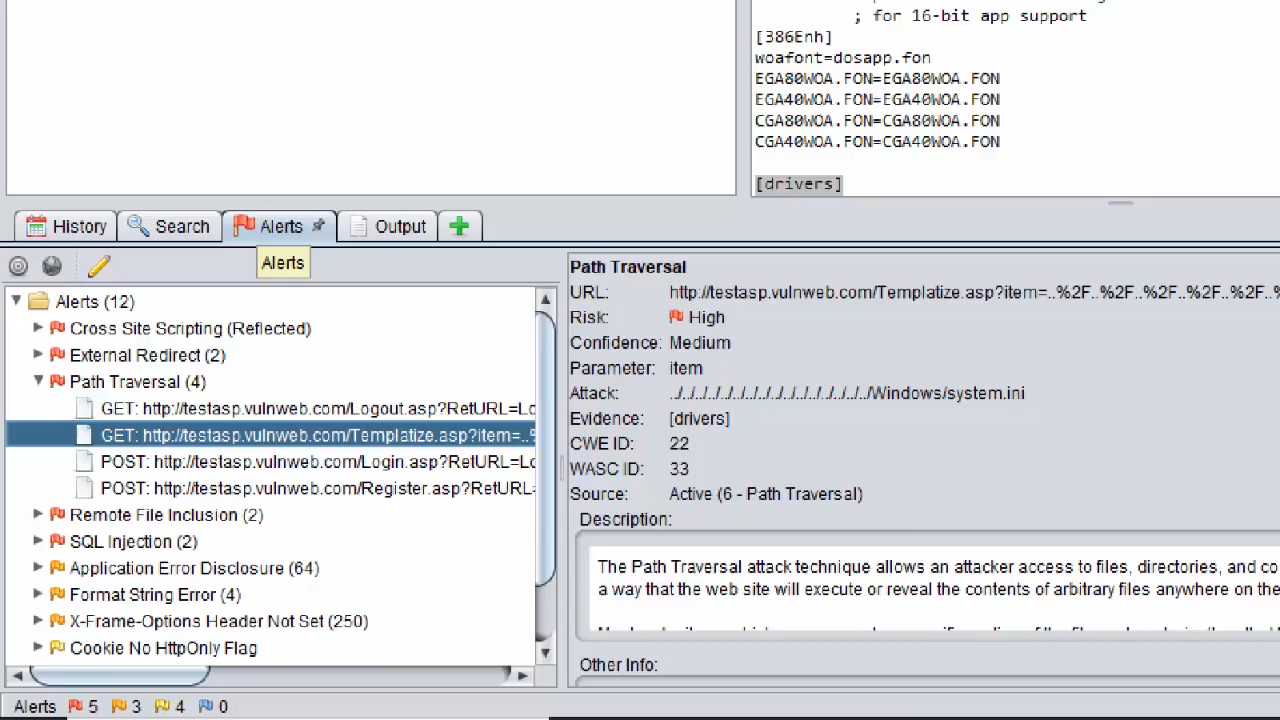 ; for 16-bit app support
[386Enh]
woafont=dosapp.fon
EGA80WOA.FON=EGA80WOA.FON
EGA40WOA.FON=EGA40WOA.FON
CGA80WOA.FON=CGA80WOA.FON
CGA40WOA.FON=CGA40WOA.FON
[drivers]
History Search Alerts Output
Alerts
Alerts (12)
Cross Site Scripting (Reflected)
External Redirect (2)
Path Traversal (4)
GET: http://testasp.vulnweb.com/Logout.asp?RetURL=Lo
GET: http://testasp.vulnweb.com/Templatize.asp?item=..%
POST: http://testasp.vulnweb.com/Login.asp?RetURL=Lo
POST: http://testasp.vulnweb.com/Register.asp?RetURL=
Remote File Inclusion (2)
SQL Injection (2)
Application Error Disclosure (64)
Format String Error (4)
X-Frame-Options Header Not Set (250)
Cookie No HttpOnly Flag
Path Traversal
URL: http://testasp.vulnweb.com/Templatize.asp?item=..%2F..%2F..%2F..%2F..%2F..%2F..%
Risk: High
Confidence: Medium
Parameter: item
Attack: ../../../../../../../../../../../../../../../../Windows/system.ini
Evidence: [drivers]
CWE ID: 22
WASC ID: 33
Source: Active (6 - Path Traversal)
Description:
The Path Traversal attack technique allows an attacker access to files, directories, and co
a way that the web site will execute or reveal the contents of arbitrary files anywhere on the
Other Info:
Alerts 5 3 4 0